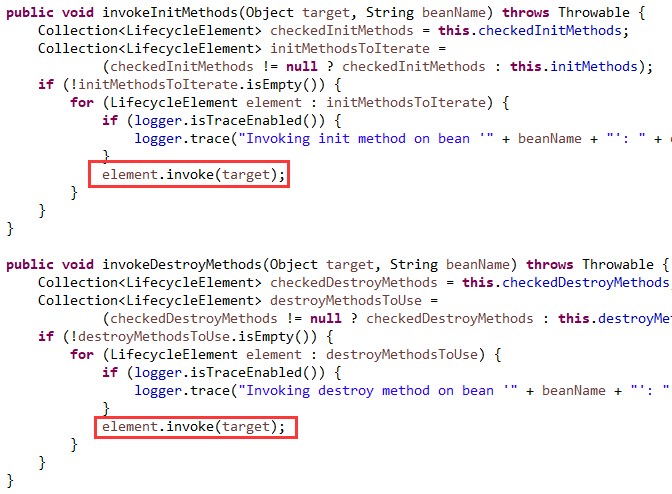 public void invokeInitMethods(Object target, String beanName) throws Throwable {
    Collection<LifecycleElement> checkedInitMethods = this.checkedInitMethods;
    Collection<LifecycleElement> initMethodsToIterate =
            (checkedInitMethods != null ? checkedInitMethods : this.initMethods);
    if (!initMethodsToIterate.isEmpty()) {
        for (LifecycleElement element : initMethodsToIterate) {
            if (logger.isTraceEnabled()) {
                logger.trace("Invoking init method on bean '" + beanName + "': " +
            }
            element.invoke(target);
        }
    }
}
public void invokeDestroyMethods(Object target, String beanName) throws Throwable {
    Collection<LifecycleElement> checkedDestroyMethods = this.checkedDestroyMethods
    Collection<LifecycleElement> destroyMethodsToUse =
            (checkedDestroyMethods != null ? checkedDestroyMethods : this.destroyMe
    if (!destroyMethodsToUse.isEmpty()) {
        for (LifecycleElement element : destroyMethodsToUse) {
            if (logger.isTraceEnabled()) {
                logger.trace("Invoking destroy method on bean '" + beanName + "': "
            }
            element.invoke(target);
        }
    }
}